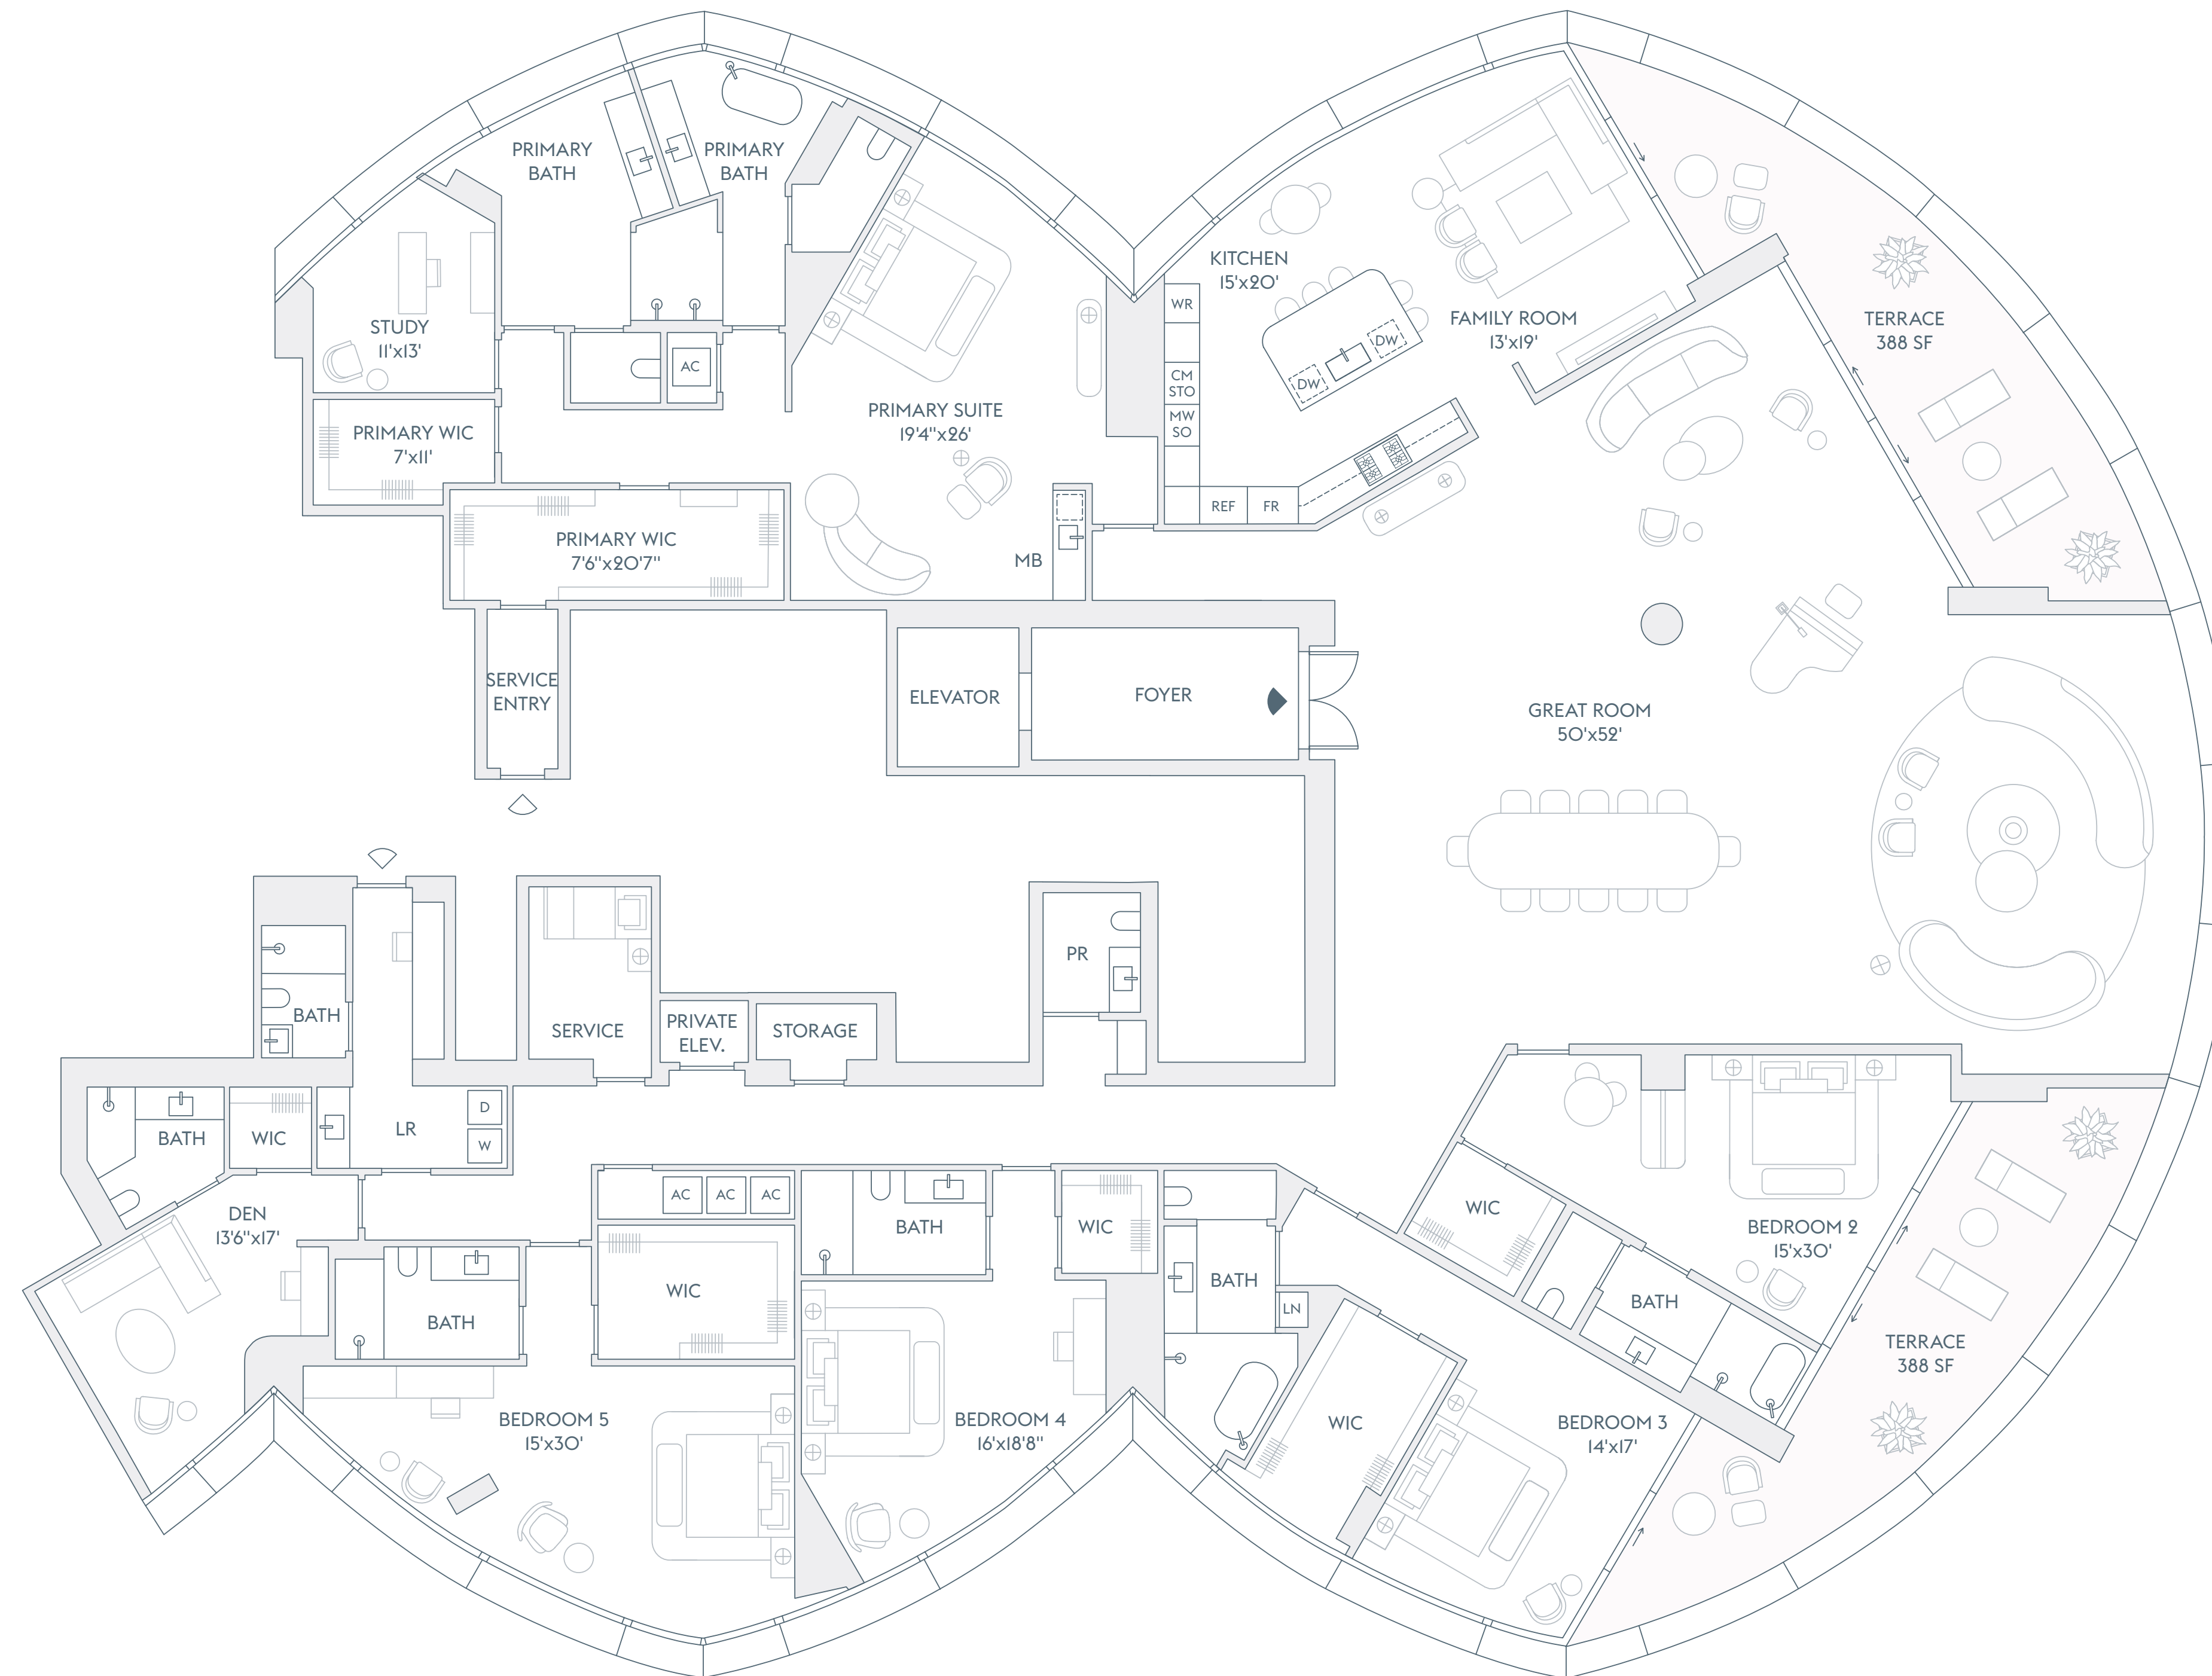 PRIMARY
BATH
PRIMARY
BATH
STUDY
11'x13'
AC
PRIMARY WIC
7'x11'
PRIMARY SUITE
19'4"x26'
PRIMARY WIC
7'6"x20'7"
MB
KITCHEN
15'x20'
WR
CM
STO
MW
SO
REF
FR
DW
DW
FAMILY ROOM
13'x19'
TERRACE
388 SF
SERVICE
ENTRY
ELEVATOR
FOYER
GREAT ROOM
50'x52'
PR
BATH
SERVICE
PRIVATE
ELEV.
STORAGE
BATH
WIC
LR
D
W
DEN
13'6"x17'
AC
AC
AC
BATH
WIC
WIC
BATH
BATH
LN
WIC
BEDROOM 2
15'x30'
BATH
TERRACE
388 SF
BEDROOM 5
15'x30'
BEDROOM 4
16'x18'8"
WIC
BEDROOM 3
14'x17'